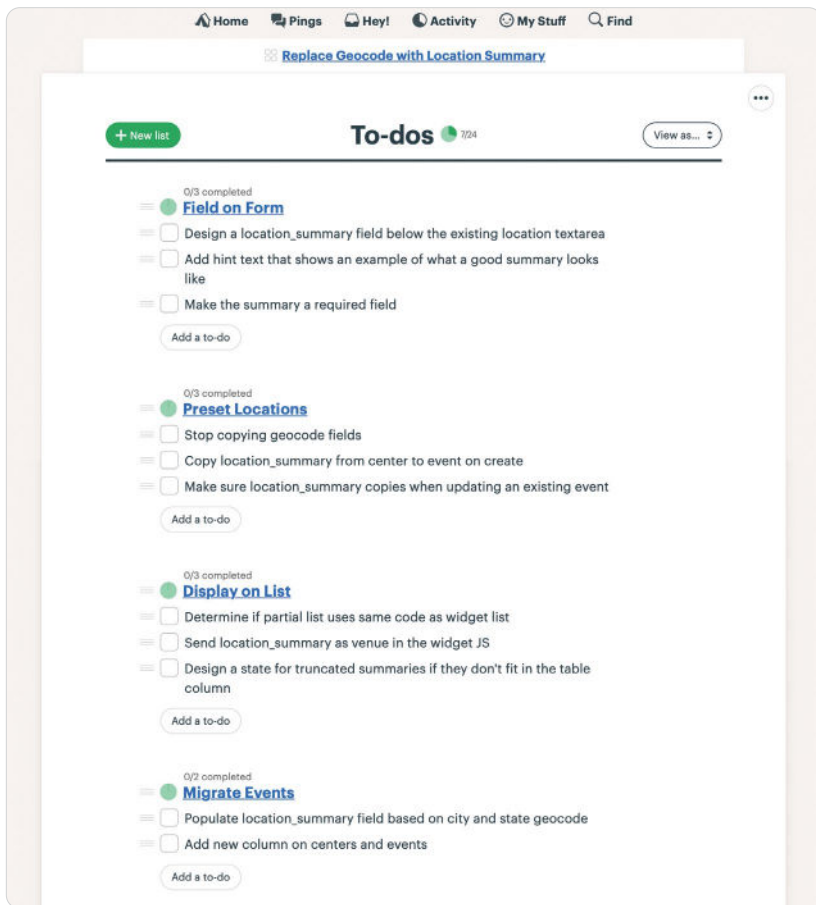 Home Pings Hey! Activity My Stuff Find
Replace Geocode with Location Summary
+ New list
To-dos 7/24
View as...
0/3 completed
Field on Form
Design a location_summary field below the existing location textarea
Add hint text that shows an example of what a good summary looks
like
Make the summary a required field
Add a to-do
0/3 completed
Preset Locations
Stop copying geocode fields
Copy location_summary from center to event on create
Make sure location_summary copies when updating an existing event
Add a to-do
0/3 completed
Display on List
Determine if partial list uses same code as widget list
Send location_summary as venue in the widget JS
Design a state for truncated summaries if they don't fit in the table
column
Add a to-do
0/2 completed
Migrate Events
Populate location_summary field based on city and state geocode
Add new column on centers and events
Add a to-do